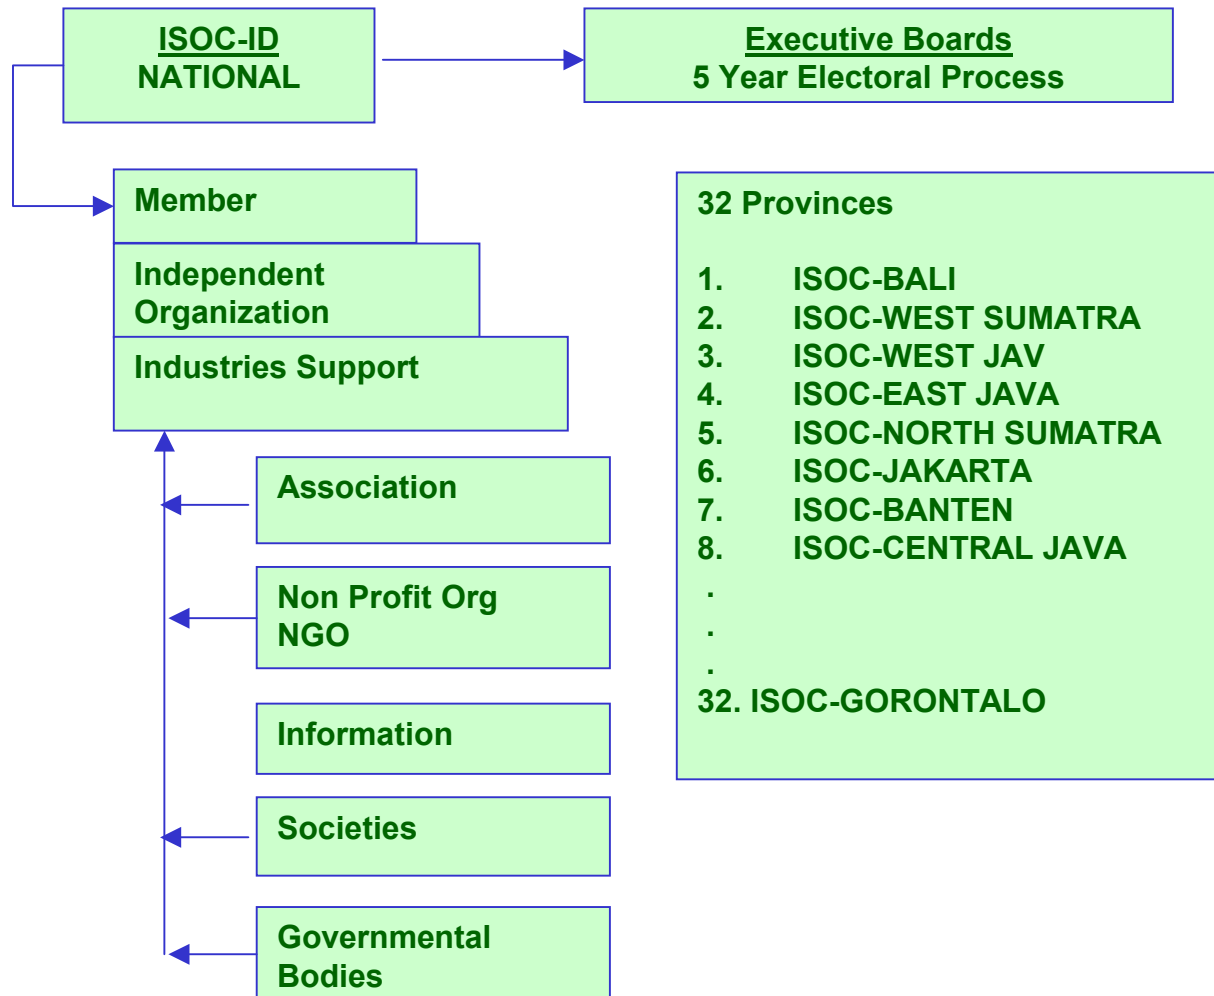 ISOC-ID
NATIONAL
Executive Boards
5 Year Electoral Process
Member
Independent
Organization
Industries Support
Association
Non Profit Org
NGO
Information
Societies
Governmental
Bodies
32 Provinces
1. ISOC-BALI
2. ISOC-WEST SUMATRA
3. ISOC-WEST JAV
4. ISOC-EAST JAVA
5. ISOC-NORTH SUMATRA
6. ISOC-JAKARTA
7. ISOC-BANTEN
8. ISOC-CENTRAL JAVA
.
.
.
32. ISOC-GORONTALO